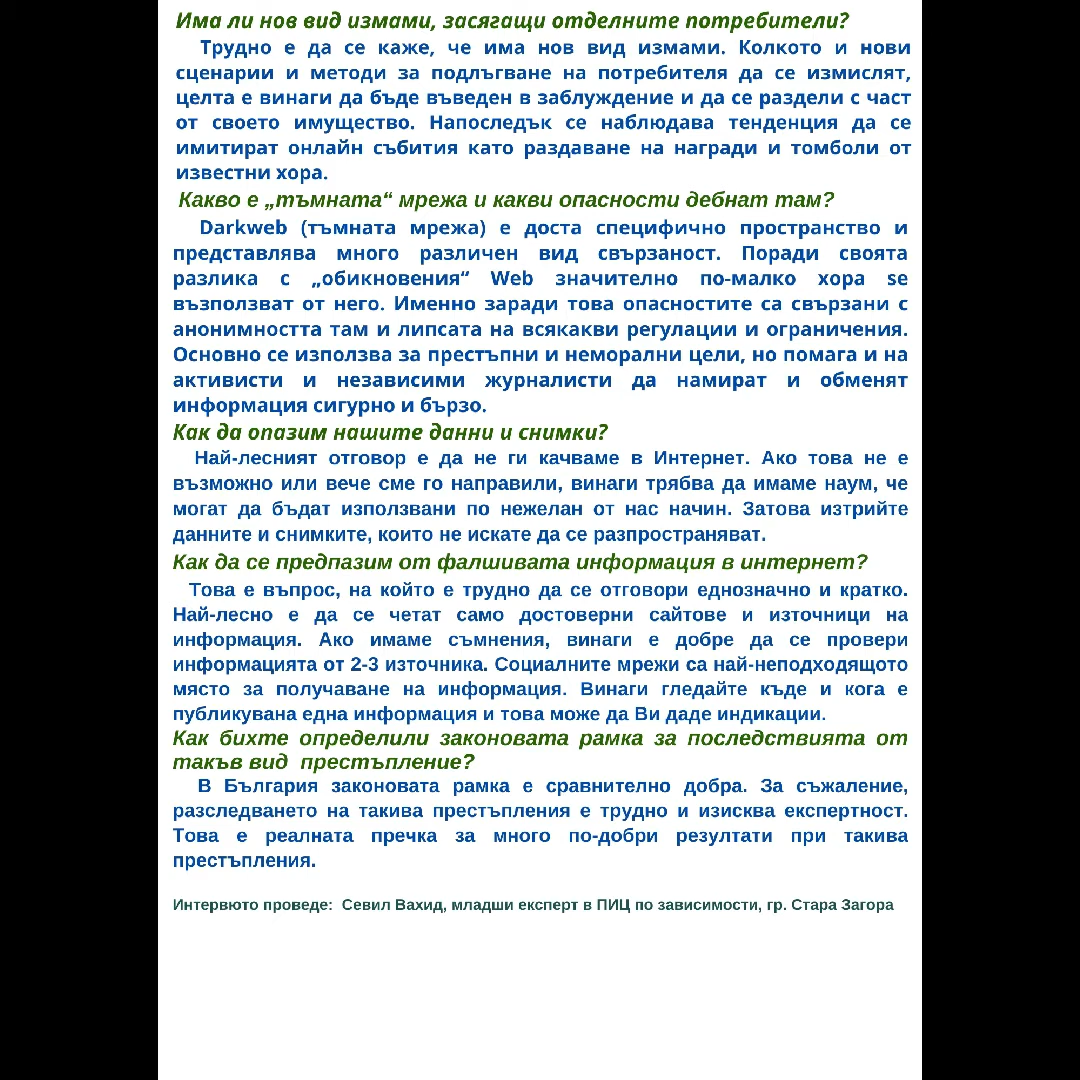 Има ли нов вид измами, засягащи отделните потребители?
Трудно е да се каже, че има нов вид измами. Колкото и нови
сценарии и методи за подлъгване на потребителя да се измислят,
целта е винаги да бъде въведен в заблуждение и да се раздели с част
от своето имущество. Напоследък се наблюдава тенденция да се
имитират онлайн събития като раздаване на награди и томболи от
известни хора.
Какво е „тъмната“ мрежа и какви опасности дебнат там?
Darkweb (тъмната мрежа) е доста специфично пространство и
представлява много различен вид свързаност. Поради своята
разлика с „обикновения“ Web значително по-малко хора se
възползват от него. Именно заради това опасностите са свързани с
анонимността там и липсата на всякакви регулации и ограничения.
Основно се използва за престъпни и неморални цели, но помага и на
активисти и независими журналисти да намират и обменят
информация сигурно и бързо.
Как да опазим нашите данни и снимки?
Най-лесният отговор е да не ги качваме в Интернет. Ако това не е
възможно или вече сме го направили, винаги трябва да имаме наум, че
могат да бъдат използвани по нежелан от нас начин. Затова изтрийте
данните и снимките, които не искате да се разпространяват.
Как да се предпазим от фалшивата информация в интернет?
Това е въпрос, на който е трудно да се отговори еднозначно и кратко.
Най-лесно е да се четат само достоверни сайтове и източници на
информация. Ако имаме съмнения, винаги е добре да се провери
информацията от 2-3 източника. Социалните мрежи са най-неподходящото
място за получаване на информация. Винаги гледайте къде и кога е
публикувана една информация и това може да Ви даде индикации.
Как бихте определили законовата рамка за последствията от
такъв вид  престъпление?
В България законовата рамка е сравнително добра. За съжаление,
разследването на такива престъпления е трудно и изисква експертност.
Това е реалната пречка за много по-добри резултати при такива
престъпления.
Интервюто проведе:  Севил Вахид, младши експерт в ПИЦ по зависимости, гр. Стара Загора